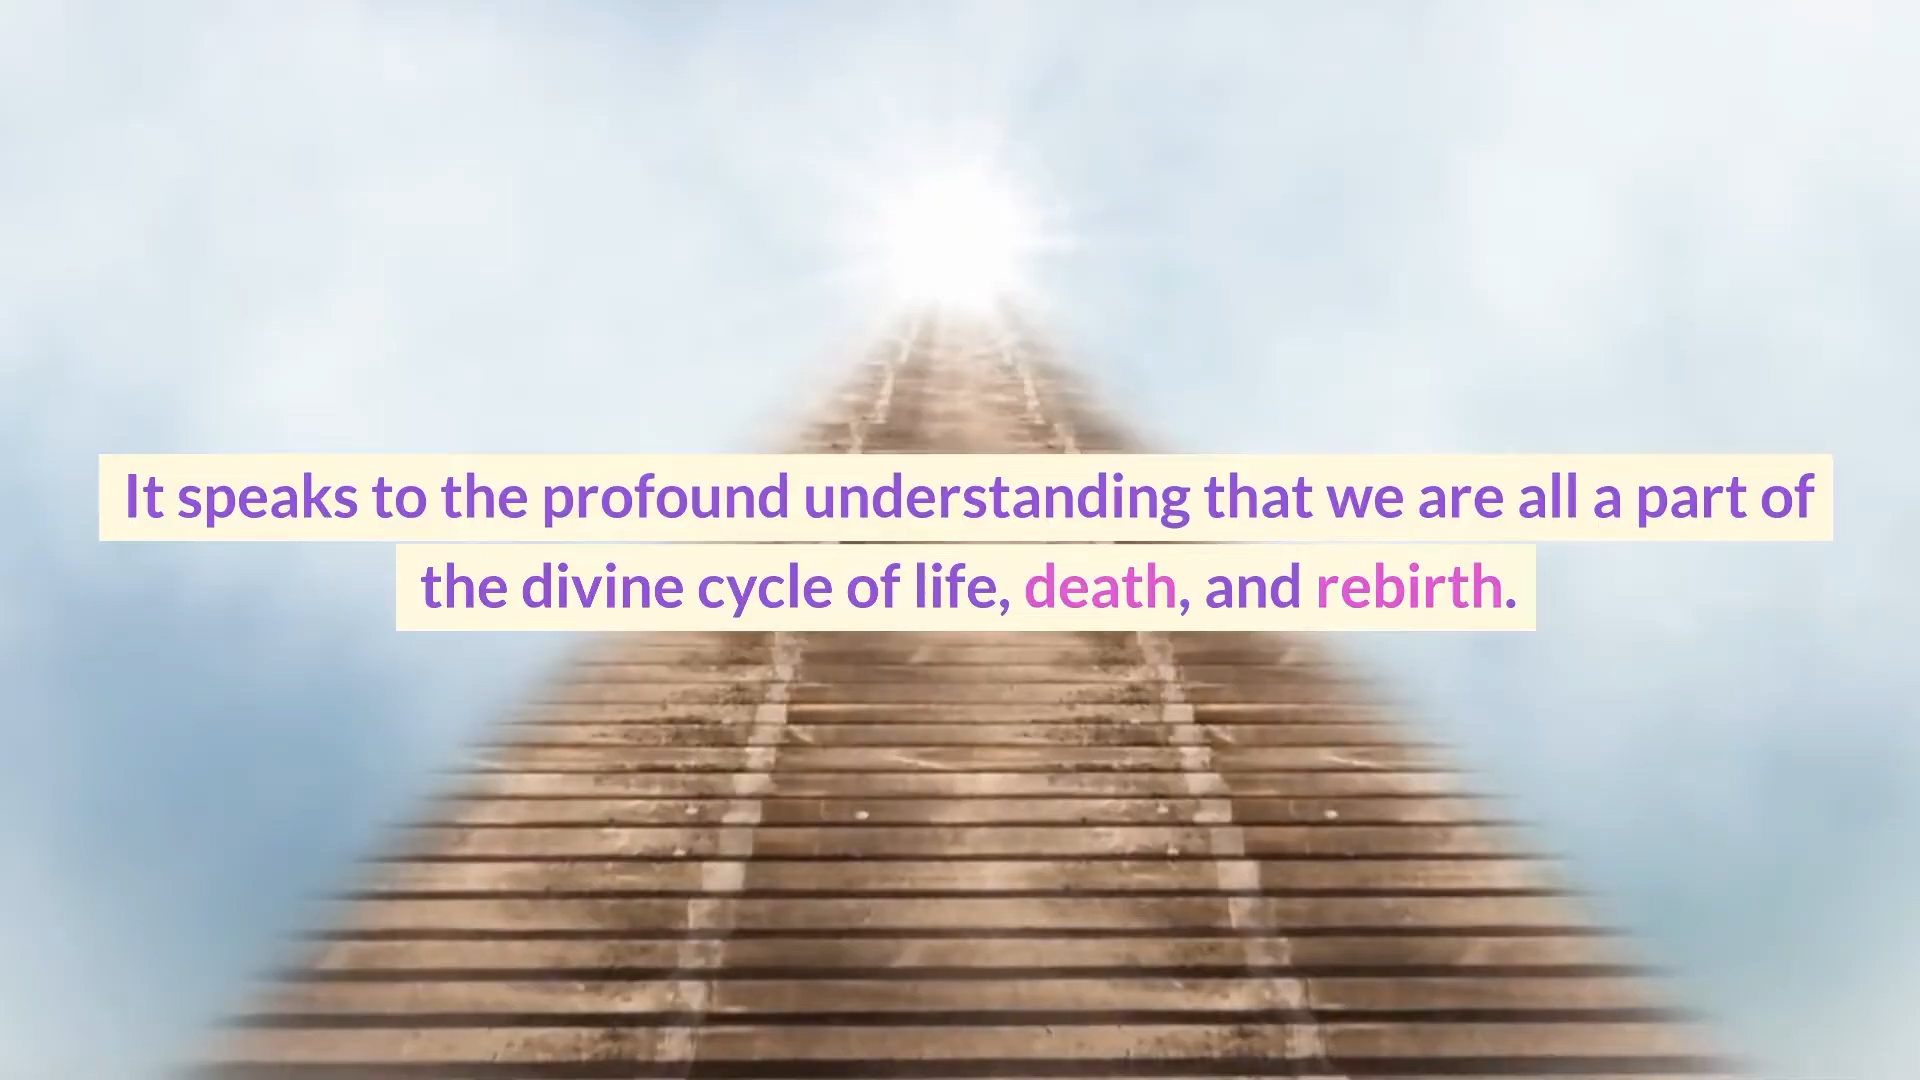 It speaks to the profound understanding that we are all a part of
the divine cycle of life, death, and rebirth.